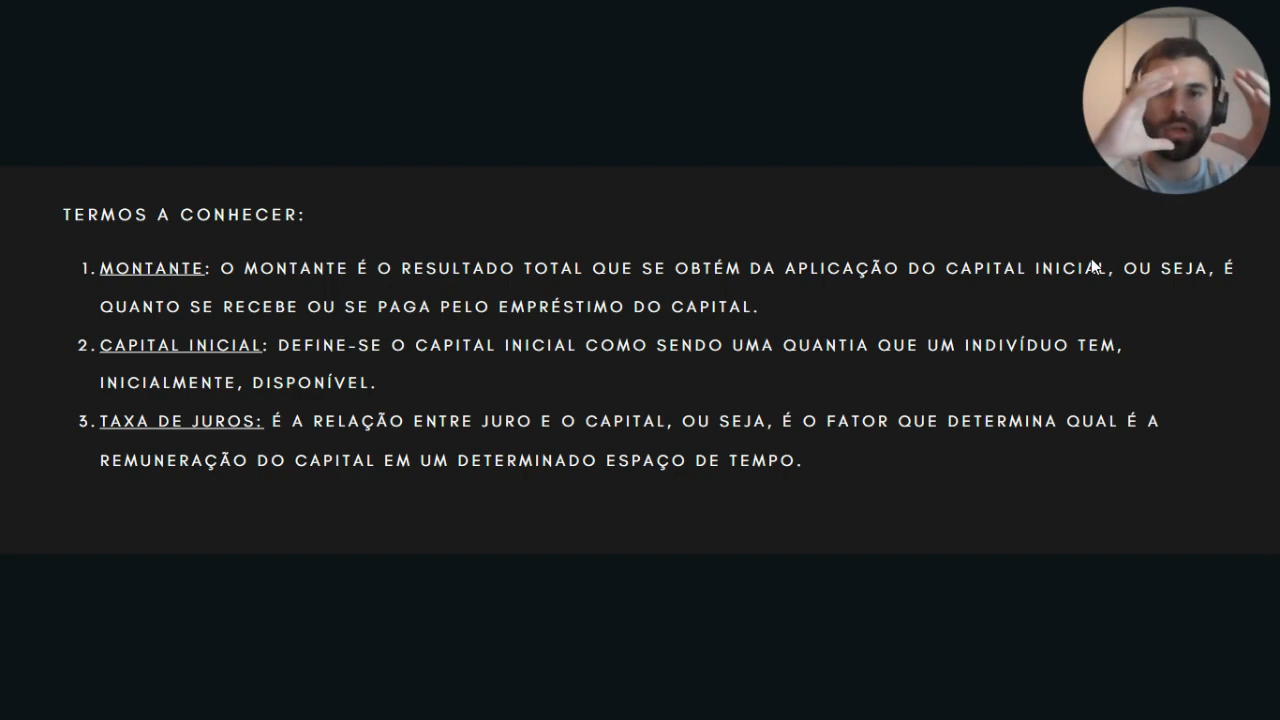 TERMOS A CONHECER:
1. MONTANTE: O MONTANTE É O RESULTADO TOTAL QUE SE OBTÉM DA APLICAÇÃO DO CAPITAL INICIAL, OU SEJA, É
QUANTO SE RECEBE OU SE PAGA PELO EMPRÉSTIMO DO CAPITAL.
2. CAPITAL INICIAL: DEFINE-SE O CAPITAL INICIAL COMO SENDO UMA QUANTIA QUE UM INDIVÍDUO TEM,
INICIALMENTE, DISPONÍVEL.
3. TAXA DE JUROS: É A RELAÇÃO ENTRE JURO E O CAPITAL, OU SEJA, É O FATOR QUE DETERMINA QUAL É A
REMUNERAÇÃO DO CAPITAL EM UM DETERMINADO ESPAÇO DE TEMPO.